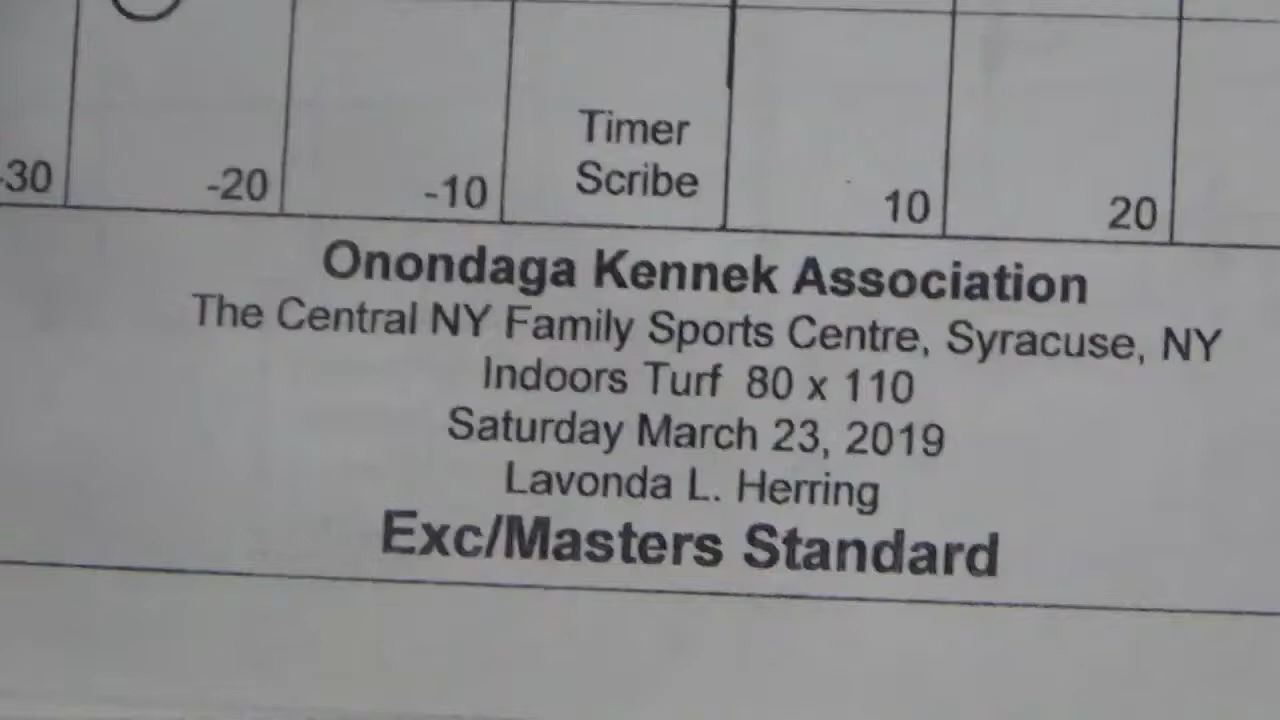 Timer
Scribe
-30 -20 -10 10 20
Onondaga Kennek Association
The Central NY Family Sports Centre, Syracuse, NY
Indoors Turf 80 x 110
Saturday March 23, 2019
Lavonda L. Herring
Exc/Masters Standard